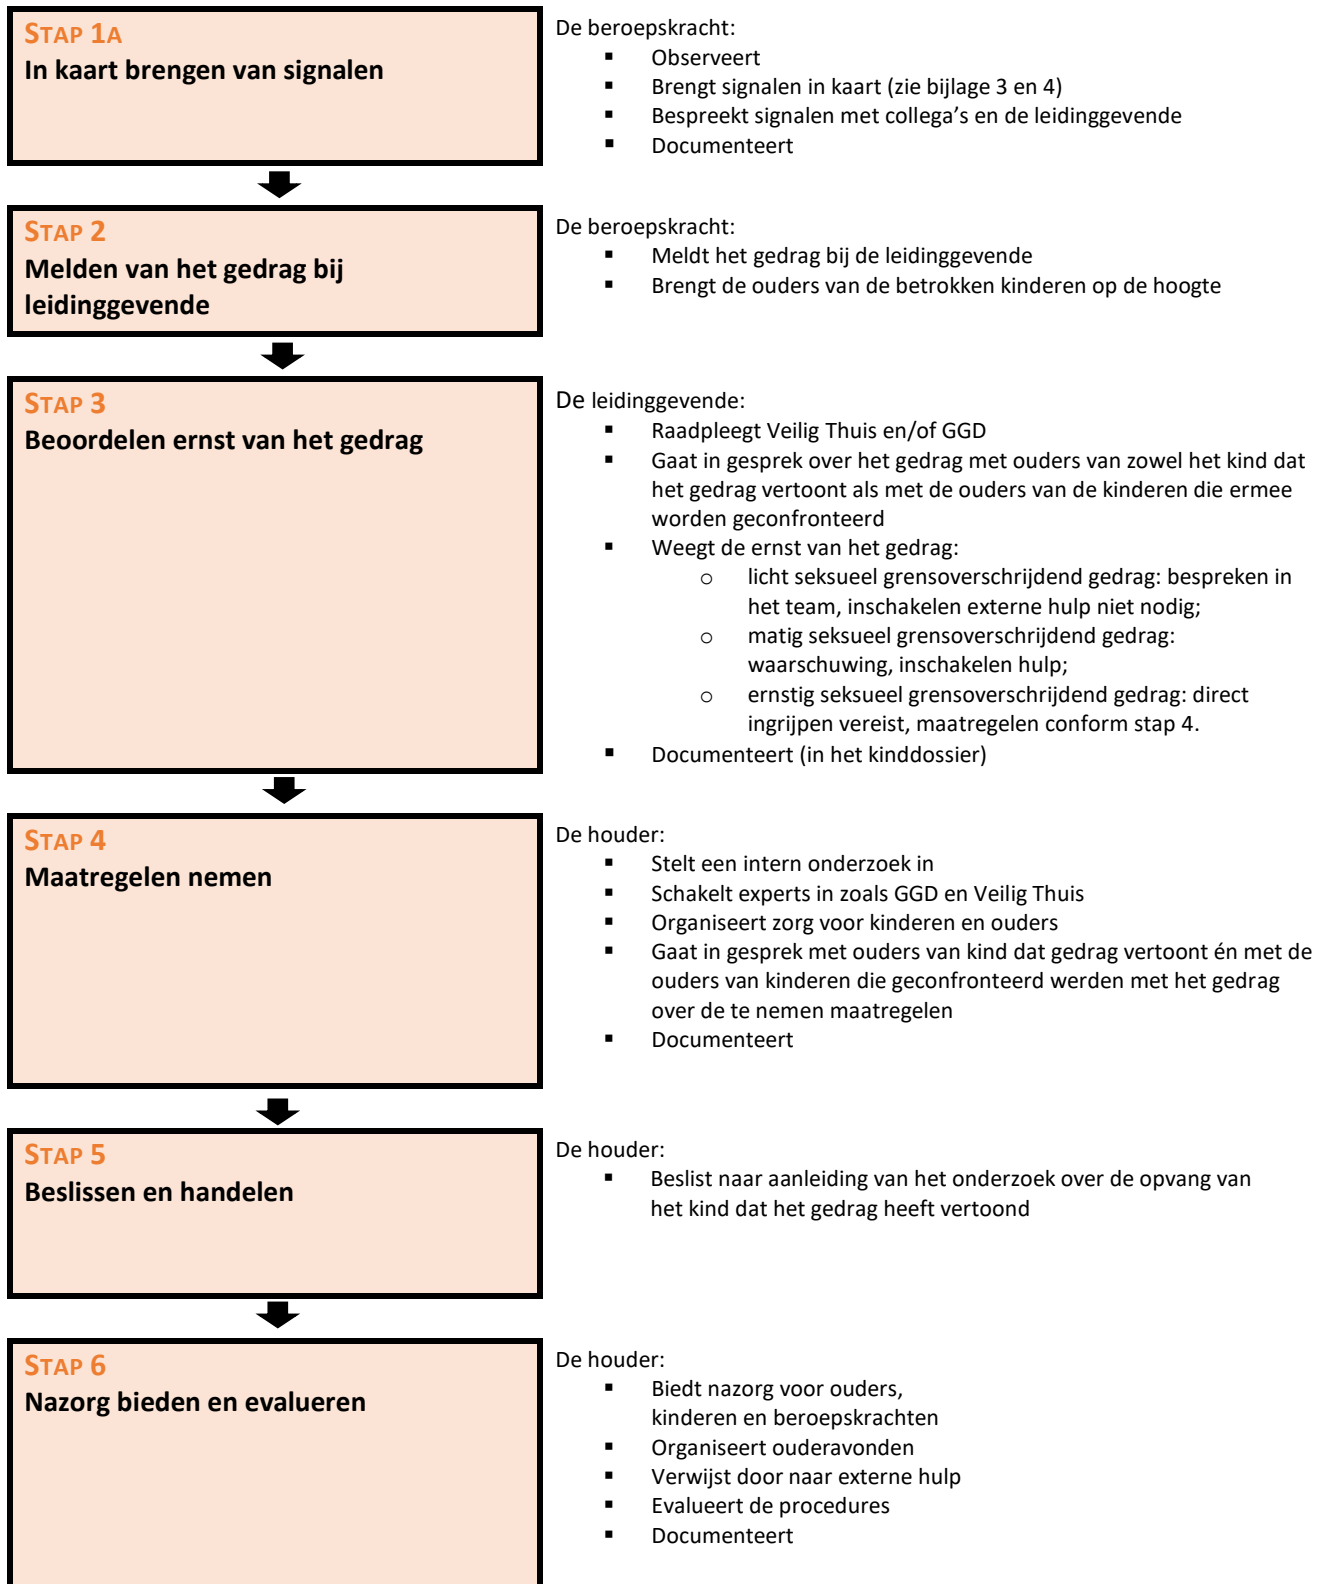 STAP 1A
In kaart brengen van signalen
De beroepskracht:
▪ Observeert
▪ Brengt signalen in kaart (zie bijlage 3 en 4)
▪ Bespreekt signalen met collega’s en de leidinggevende
▪ Documenteert
STAP 2
Melden van het gedrag bij
leidinggevende
De beroepskracht:
▪ Meldt het gedrag bij de leidinggevende
▪ Brengt de ouders van de betrokken kinderen op de hoogte
STAP 3
Beoordelen ernst van het gedrag
De leidinggevende:
▪ Raadpleegt Veilig Thuis en/of GGD
▪ Gaat in gesprek over het gedrag met ouders van zowel het kind dat
het gedrag vertoont als met de ouders van de kinderen die ermee
worden geconfronteerd
▪ Weegt de ernst van het gedrag:
o licht seksueel grensoverschrijdend gedrag: bespreken in
het team, inschakelen externe hulp niet nodig;
o matig seksueel grensoverschrijdend gedrag:
waarschuwing, inschakelen hulp;
o ernstig seksueel grensoverschrijdend gedrag: direct
ingrijpen vereist, maatregelen conform stap 4.
▪ Documenteert (in het kinddossier)
STAP 4
Maatregelen nemen
De houder:
▪ Stelt een intern onderzoek in
▪ Schakelt experts in zoals GGD en Veilig Thuis
▪ Organiseert zorg voor kinderen en ouders
▪ Gaat in gesprek met ouders van kind dat gedrag vertoont én met de
ouders van kinderen die geconfronteerd werden met het gedrag
over de te nemen maatregelen
▪ Documenteert
STAP 5
Beslissen en handelen
De houder:
▪ Beslist naar aanleiding van het onderzoek over de opvang van
het kind dat het gedrag heeft vertoond
STAP 6
Nazorg bieden en evalueren
De houder:
▪ Biedt nazorg voor ouders,
kinderen en beroepskrachten
▪ Organiseert ouderavonden
▪ Verwijst door naar externe hulp
▪ Evalueert de procedures
▪ Documenteert